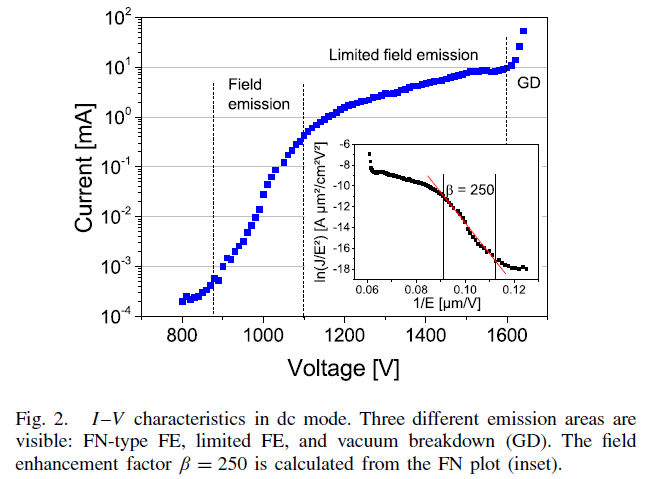 10²
10¹
10⁰
10⁻¹
10⁻²
10⁻³
10⁻⁴
Current [mA]
Field
emission
Limited field emission
GD
-6
-8
-10
-12
-14
-16
-18
ln(J/E²) [A µm²/cm²V²]
β = 250
0.06
0.08
0.10
0.12
1/E [µm/V]
800
1000
1200
1400
1600
Voltage [V]
Fig. 2. I–V characteristics in dc mode. Three different emission areas are
visible: FN-type FE, limited FE, and vacuum breakdown (GD). The field
enhancement factor β = 250 is calculated from the FN plot (inset).